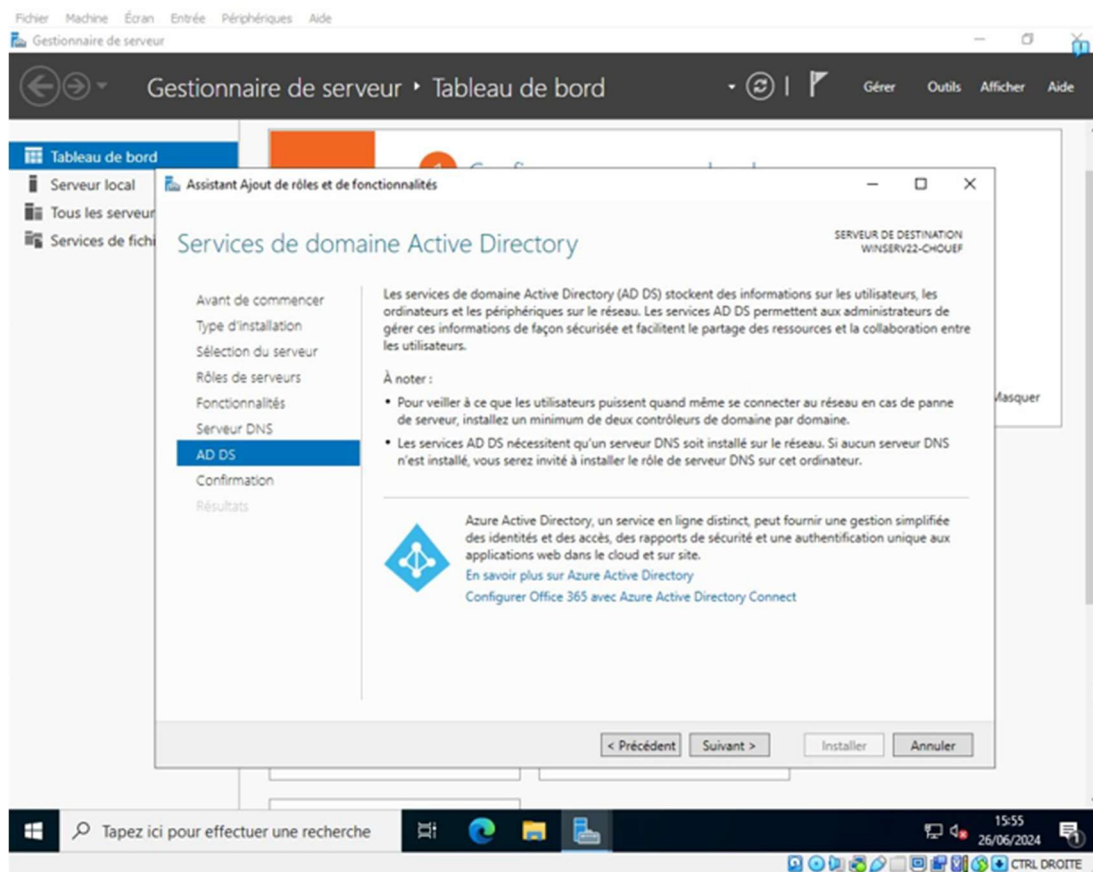 Fichier Machine Écran Entrée Périphériques Aide
Gestionnaire de serveur
Gestionnaire de serveur Tableau de bord
Gérer Outils Afficher Aide
Tableau de bord
Serveur local
Tous les serveur
Services de fichi
Assistant Ajout de rôles et de fonctionnalités
Services de domaine Active Directory
SERVEUR DE DESTINATION
WINSERV22-CHOUEF
Avant de commencer
Type d'installation
Sélection du serveur
Rôles de serveurs
Fonctionnalités
Serveur DNS
AD DS
Confirmation
Résultats
Les services de domaine Active Directory (AD DS) stockent des informations sur les utilisateurs, les
ordinateurs et les périphériques sur le réseau. Les services AD DS permettent aux administrateurs de
gérer ces informations de façon sécurisée et facilitent le partage des ressources et la collaboration entre
les utilisateurs.
À noter :
• Pour veiller à ce que les utilisateurs puissent quand même se connecter au réseau en cas de panne
de serveur, installez un minimum de deux contrôleurs de domaine par domaine.
• Les services AD DS nécessitent qu'un serveur DNS soit installé sur le réseau. Si aucun serveur DNS
n'est installé, vous serez invité à installer le rôle de serveur DNS sur cet ordinateur.
Azure Active Directory, un service en ligne distinct, peut fournir une gestion simplifiée
des identités et des accès, des rapports de sécurité et une authentification unique aux
applications web dans le cloud et sur site.
En savoir plus sur Azure Active Directory
Configurer Office 365 avec Azure Active Directory Connect
Masquer
< Précédent Suivant > Installer Annuler
Tapez ici pour effectuer une recherche
15:55
26/06/2024
1
CTRL DROITE